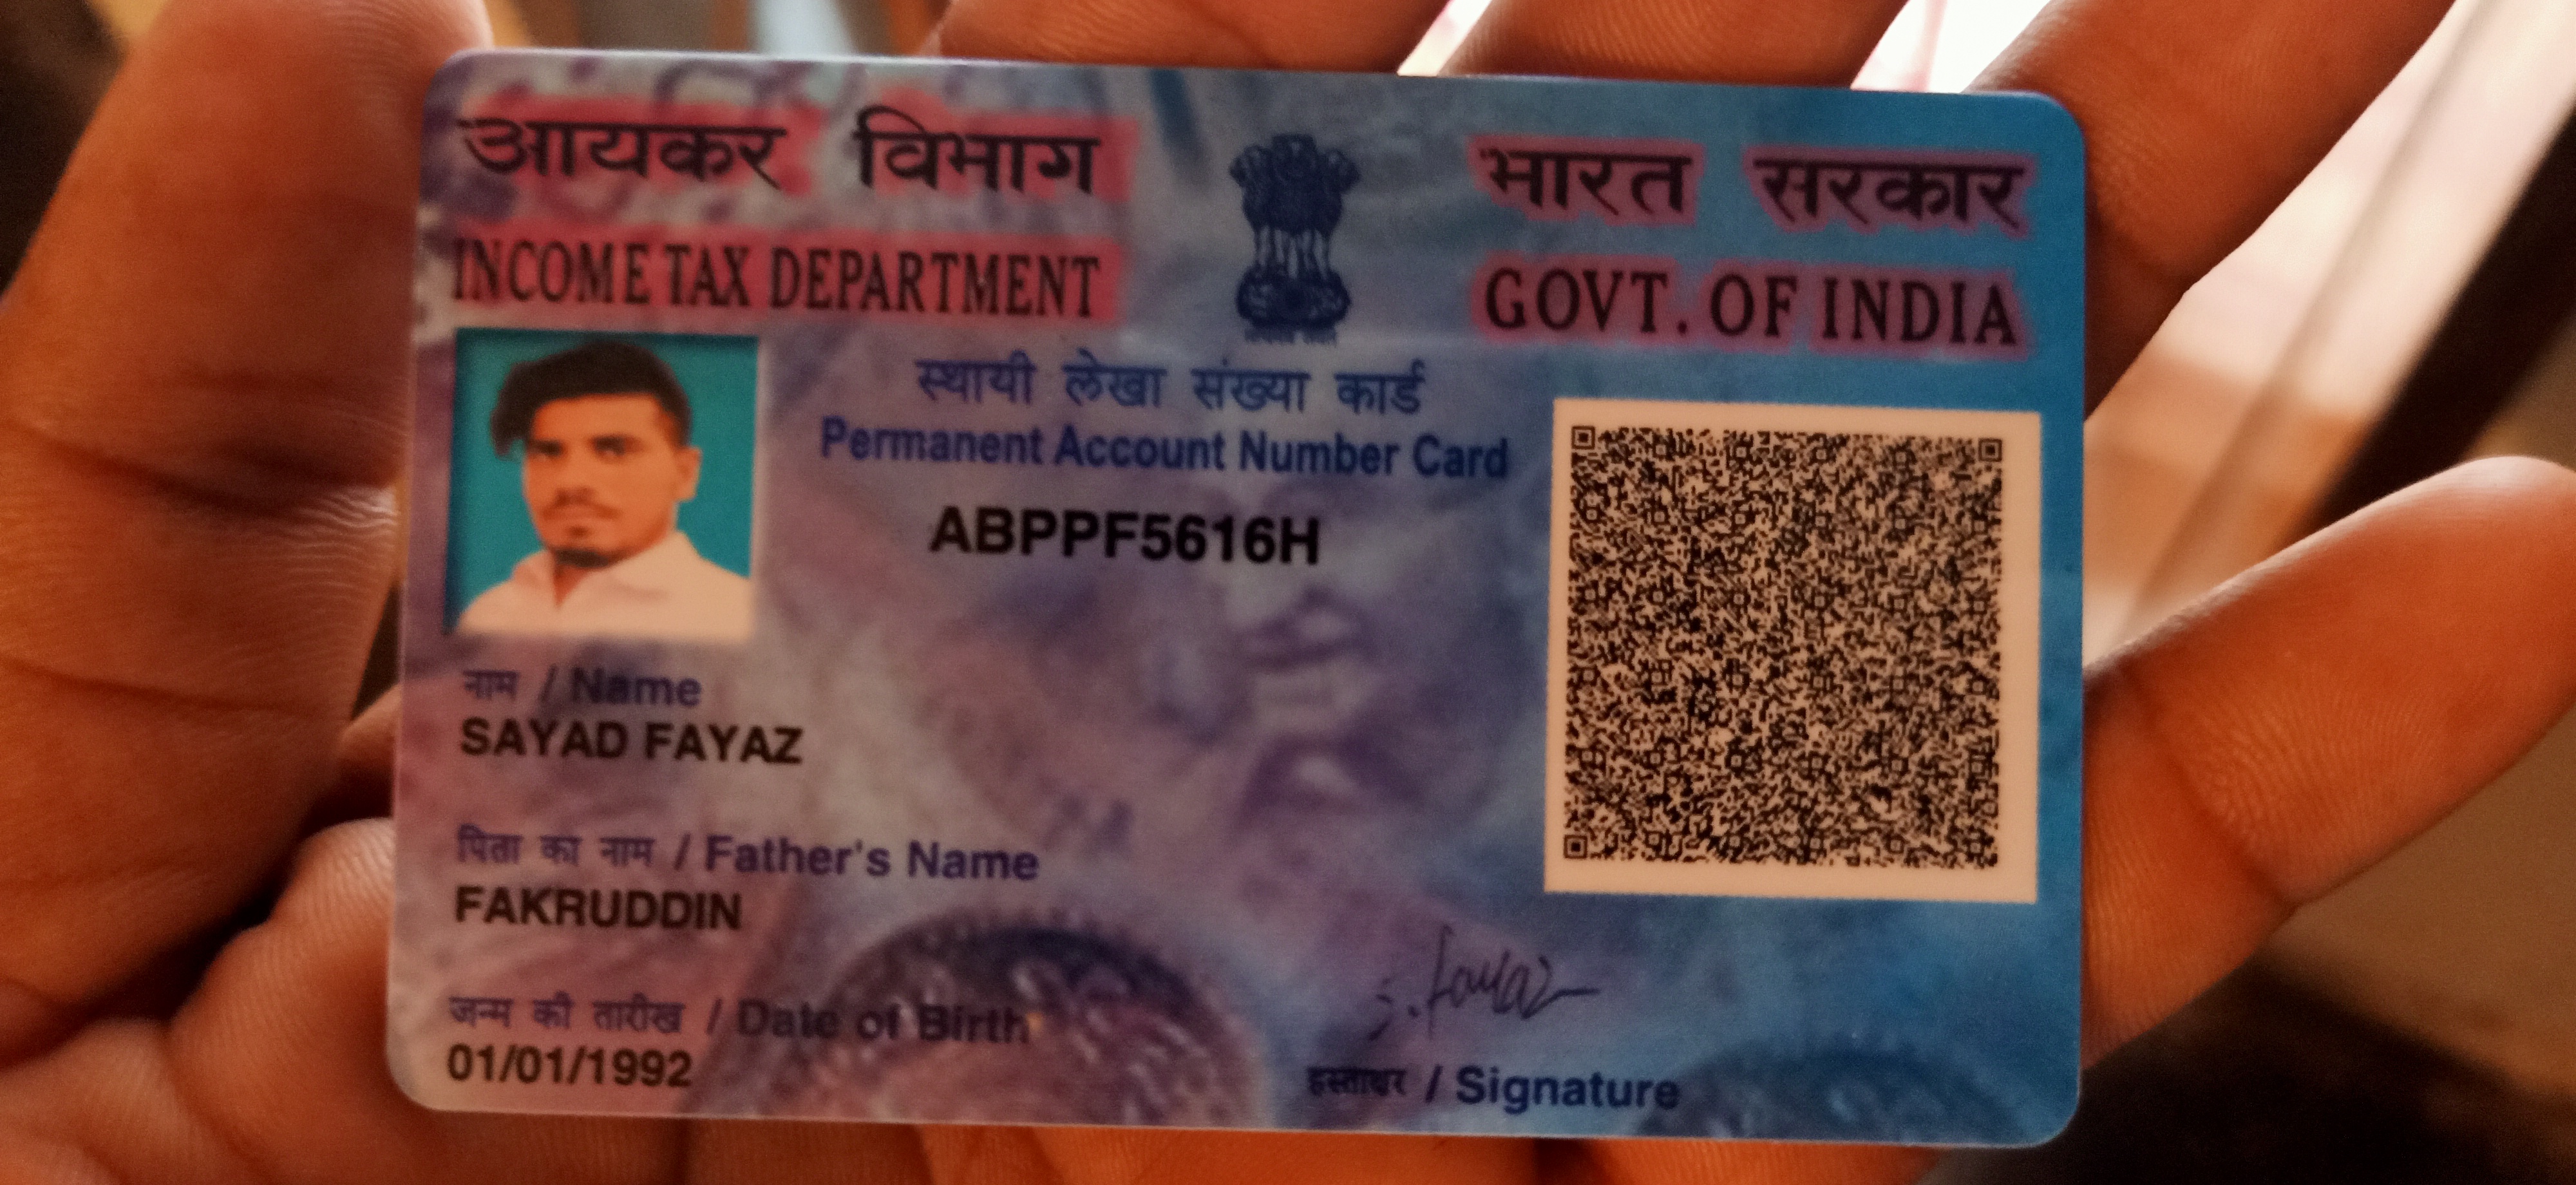 आयकर विभाग
INCOME TAX DEPARTMENT
भारत सरकार
GOVT. OF INDIA
स्थायी लेखा संख्या कार्ड
Permanent Account Number Card
ABPPF5616H
नाम / Name
SAYAD FAYAZ
पिता का नाम / Father's Name
FAKRUDDIN
जन्म की तारीख / Date of Birth
01/01/1992
S. Fayaz
हस्ताक्षर / Signature